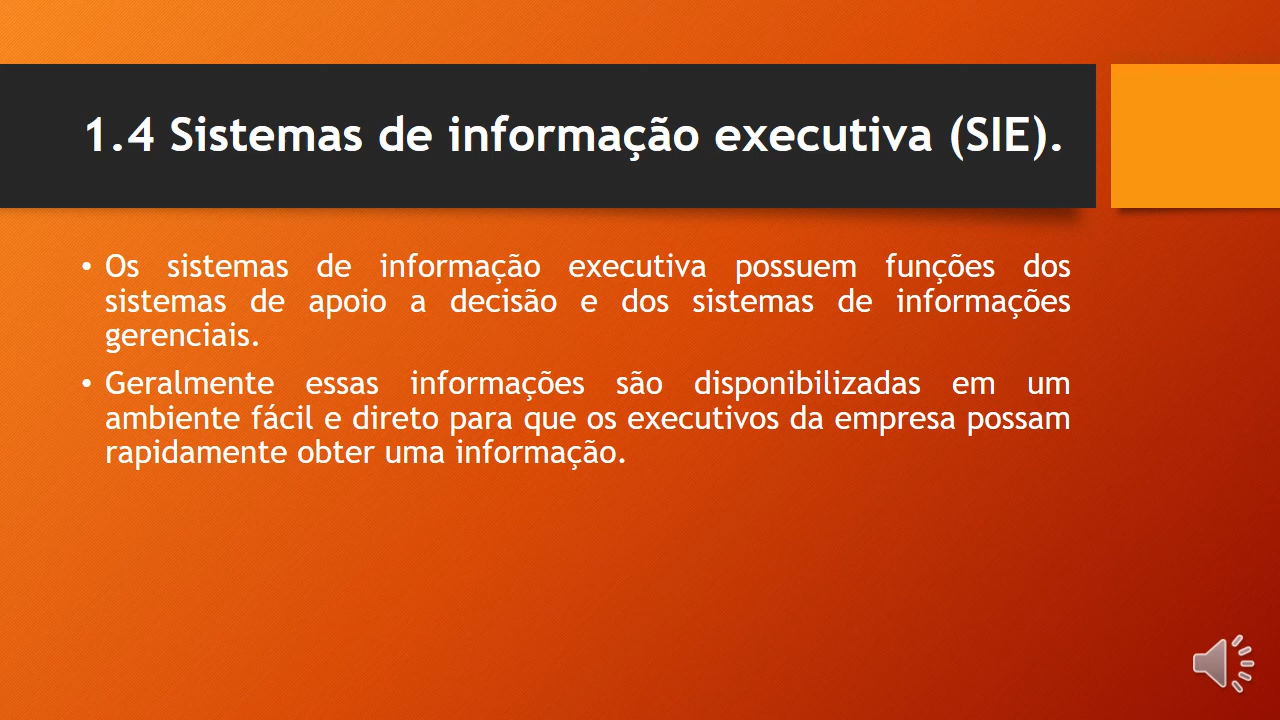 1.4 Sistemas de informação executiva (SIE).
• Os sistemas de informação executiva possuem funções dos
sistemas de apoio a decisão e dos sistemas de informações
gerenciais.
• Geralmente essas informações são disponibilizadas em um
ambiente fácil e direto para que os executivos da empresa possam
rapidamente obter uma informação.